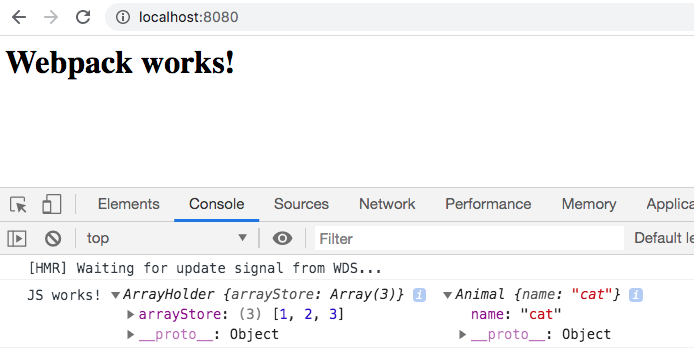 localhost:8080
Webpack works!
Elements Console Sources Network Performance Memory Applica
top Filter Default le
[HMR] Waiting for update signal from WDS...
JS works! ArrayHolder {arrayStore: Array(3)} i Animal {name: "cat"} i
arrayStore: (3) [1, 2, 3] name: "cat"
__proto__: Object __proto__: Object